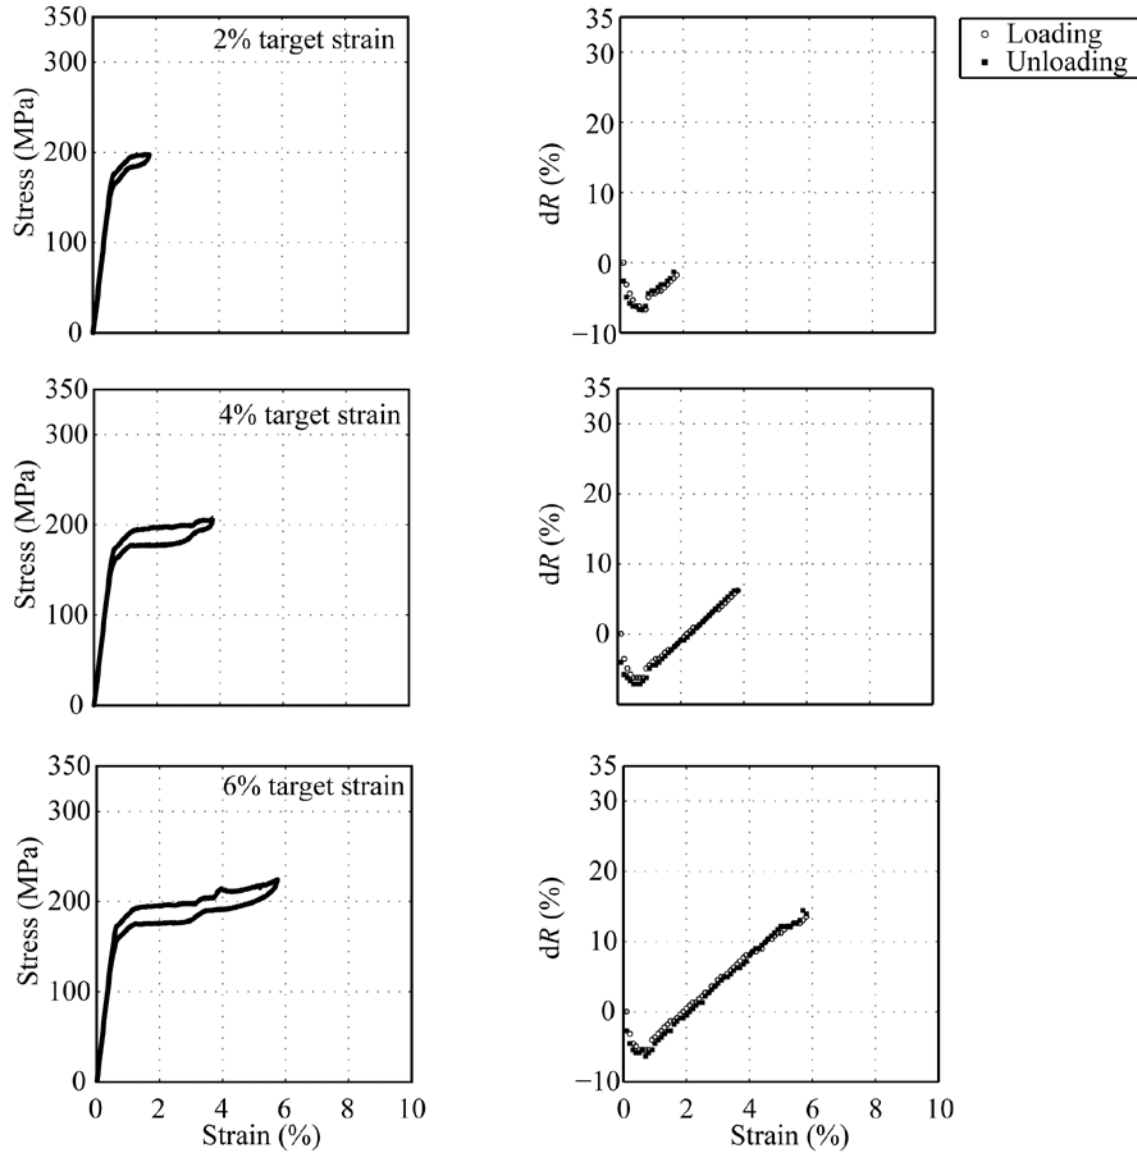 350
300
200
100
0
Stress (MPa)
2% target strain
35
30
20
10
0
−10
dR (%)
Loading
Unloading
350
300
200
100
0
Stress (MPa)
4% target strain
35
30
20
10
0
dR (%)
350
300
200
100
0
Stress (MPa)
6% target strain
0 2 4 6 8 10
Strain (%)
35
30
20
10
0
−10
dR (%)
0 2 4 6 8 10
Strain (%)